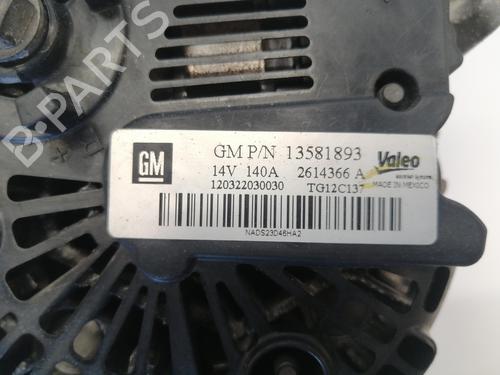 B-PARTS
GM
GM P/N 13581893
Valeo
14V 140A 2614366 A
120322030030 TG12C137
MADE IN MEXICO
NADS23D46HA2